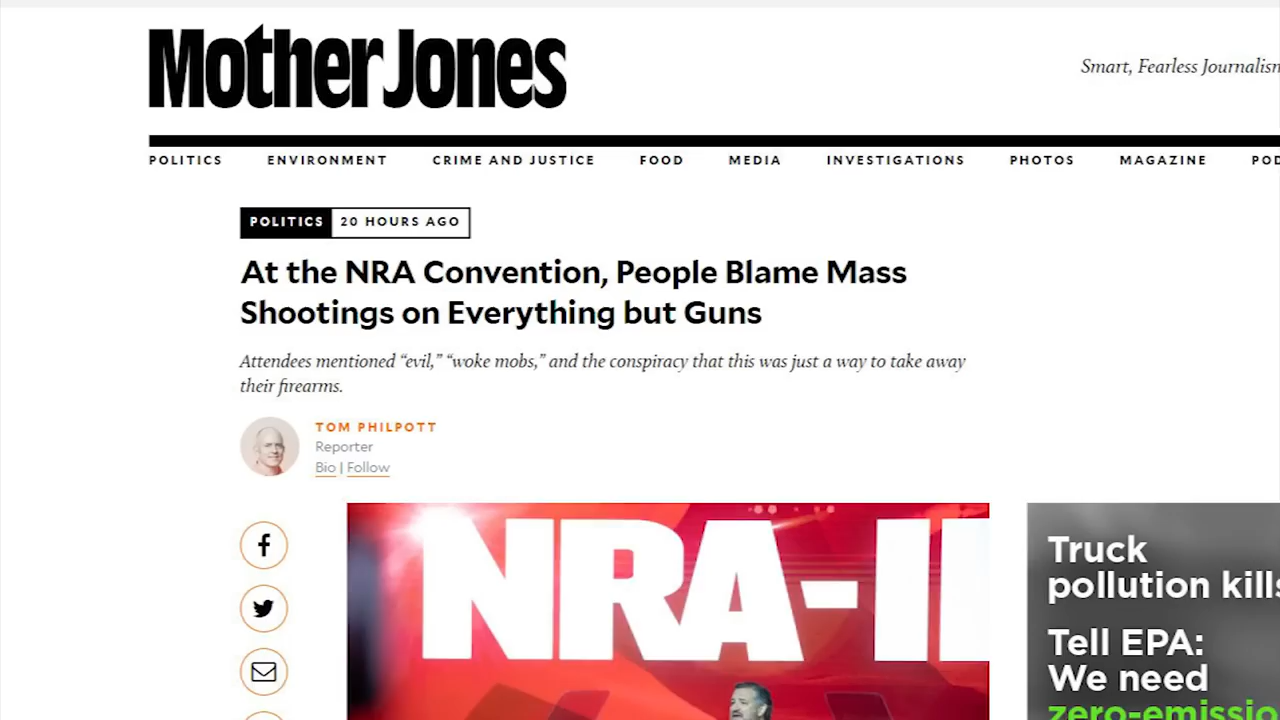 Mother Jones
Smart, Fearless Journalism
POLITICS ENVIRONMENT CRIME AND JUSTICE FOOD MEDIA INVESTIGATIONS PHOTOS MAGAZINE POD
POLITICS 20 HOURS AGO
At the NRA Convention, People Blame Mass
Shootings on Everything but Guns
Attendees mentioned “evil,” “woke mobs,” and the conspiracy that this was just a way to take away
their firearms.
TOM PHILPOTT
Reporter
Bio | Follow
NRA-I
Truck
pollution kills
Tell EPA:
We need
zero-emissio